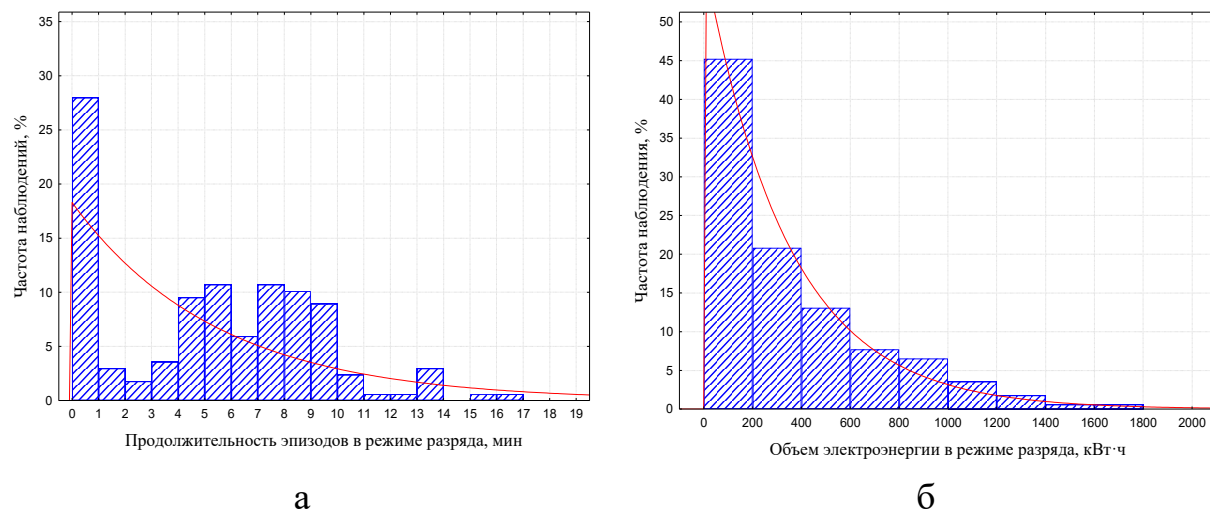 Частота наблюдений, %
35
30
25
20
15
10
5
0
0 1 2 3 4 5 6 7 8 9 10 11 12 13 14 15 16 17 18 19
Продолжительность эпизодов в режиме разряда, мин
а
Частота наблюдения, %
50
45
40
35
30
25
20
15
10
5
0
0 200 400 600 800 1000 1200 1400 1600 1800 2000
Объем электроэнергии в режиме разряда, кВт·ч
б